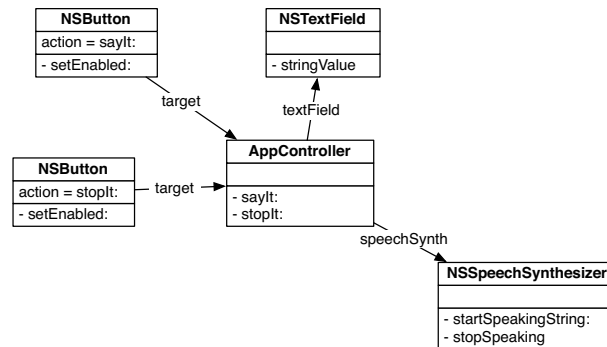 NSButton
action = sayIt:
- setEnabled:
NSTextField
- stringValue
target
textField
NSButton
action = stopIt:
- setEnabled:
target
AppController
- sayIt:
- stopIt:
speechSynth
NSSpeechSynthesizer
- startSpeakingString:
- stopSpeaking